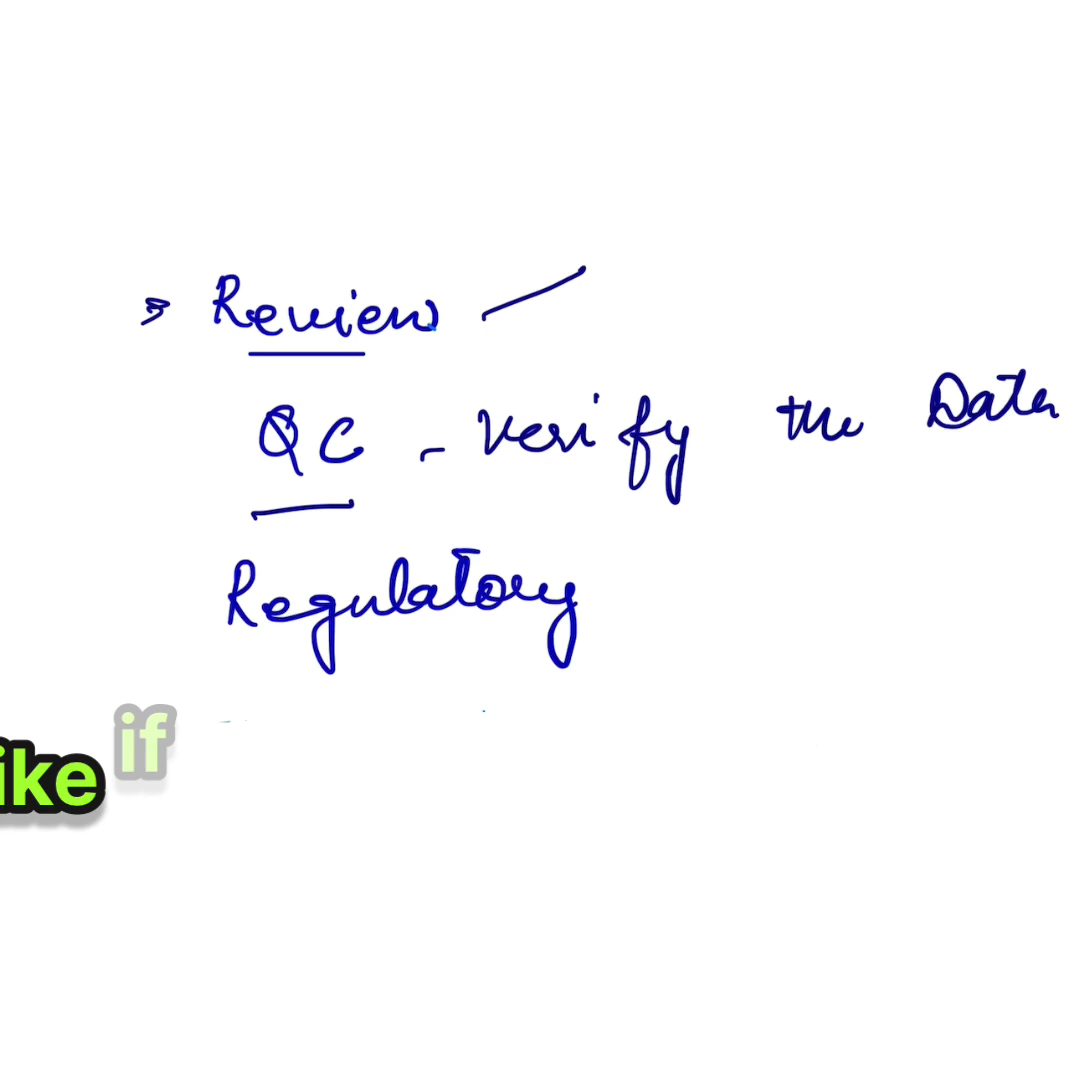 Review
QC - Verify the Data
Regulatory
ike if